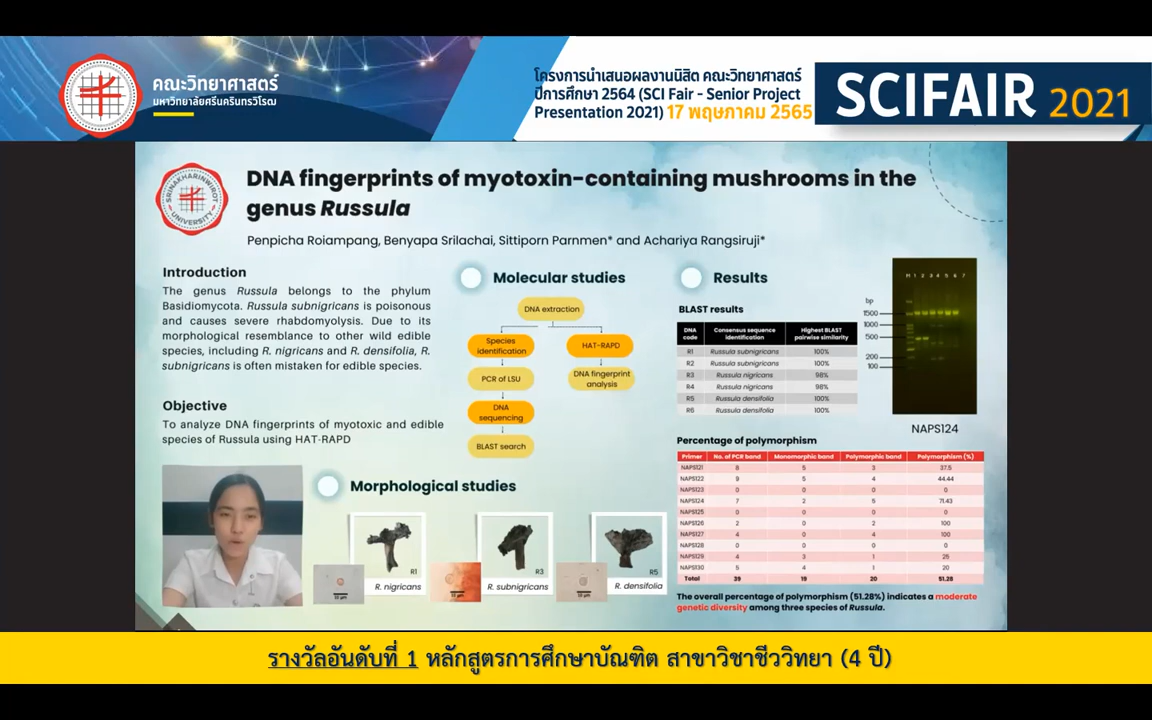 คณะวิทยาศาสตร์
มหาวิทยาลัยศรีนครินทรวิโรฒ
โครงการนำเสนอผลงานนิสิต คณะวิทยาศาสตร์
ปีการศึกษา 2564 (SCI Fair - Senior Project
Presentation 2021) 17 พฤษภาคม 2565
SCIFAIR 2021
SRINAKHARINWIROT
UNIVERSITY
DNA fingerprints of myotoxin-containing mushrooms in the
genus Russula
Penpicha Roiampang, Benyapa Srilachai, Sittiporn Parnmen* and Achariya Rangsiruji*
Introduction
The genus Russula belongs to the phylum
Basidiomycota. Russula subnigricans is poisonous
and causes severe rhabdomyolysis. Due to its
morphological resemblance to other wild edible
species, including R. nigricans and R. densifolia, R.
subnigricans is often mistaken for edible species.
Objective
To analyze DNA fingerprints of myotoxic and edible
species of Russula using HAT-RAPD
Molecular studies
DNA extraction
Species
identification
HAT-RAPD
PCR of LSU
DNA fingerprint
analysis
DNA
sequencing
BLAST search
Morphological studies
R1
10 µm
R. nigricans
R3
10 µm
R. subnigricans
R5
10 µm
R. densifolia
Results
BLAST results
DNA code Consensus sequence identification Highest BLAST pairwise similarity
R1 Russula subnigricans 100%
R2 Russula subnigricans 100%
R3 Russula nigricans 98%
R4 Russula nigricans 98%
R5 Russula densifolia 100%
R6 Russula densifolia 100%
M 1 2 3 4 5 6 7
bp
1500
1000
500
200
100
NAPS124
Percentage of polymorphism
Primer No. of PCR band Monomorphic band Polymorphic band Polymorphism (%)
NAPS121 8 5 3 37.5
NAPS122 9 5 4 44.44
NAPS123 0 0 0 0
NAPS124 7 2 5 71.43
NAPS125 0 0 0 0
NAPS126 2 0 2 100
NAPS127 4 0 4 100
NAPS128 0 0 0 0
NAPS129 4 3 1 25
NAPS130 5 4 1 20
Total 39 19 20 51.28
The overall percentage of polymorphism (51.28%) indicates a moderate
genetic diversity among three species of Russula.
รางวัลอันดับที่ 1 หลักสูตรการศึกษาบัณฑิต สาขาวิชาชีววิทยา (4 ปี)